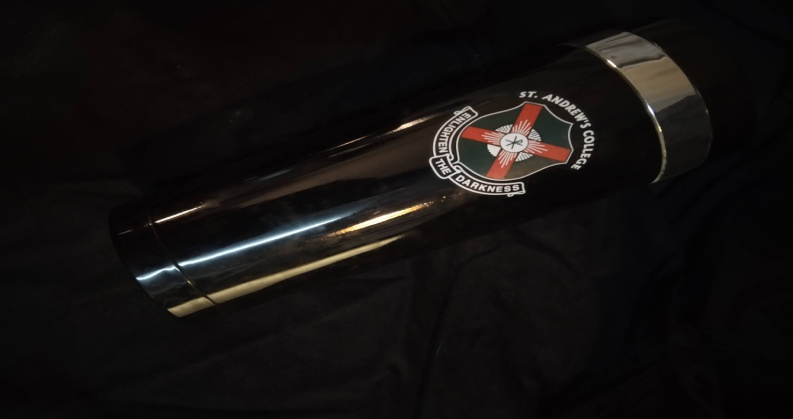 ST. ANDREW'S COLLEGE
ENLIGHTEN THE DARKNESS